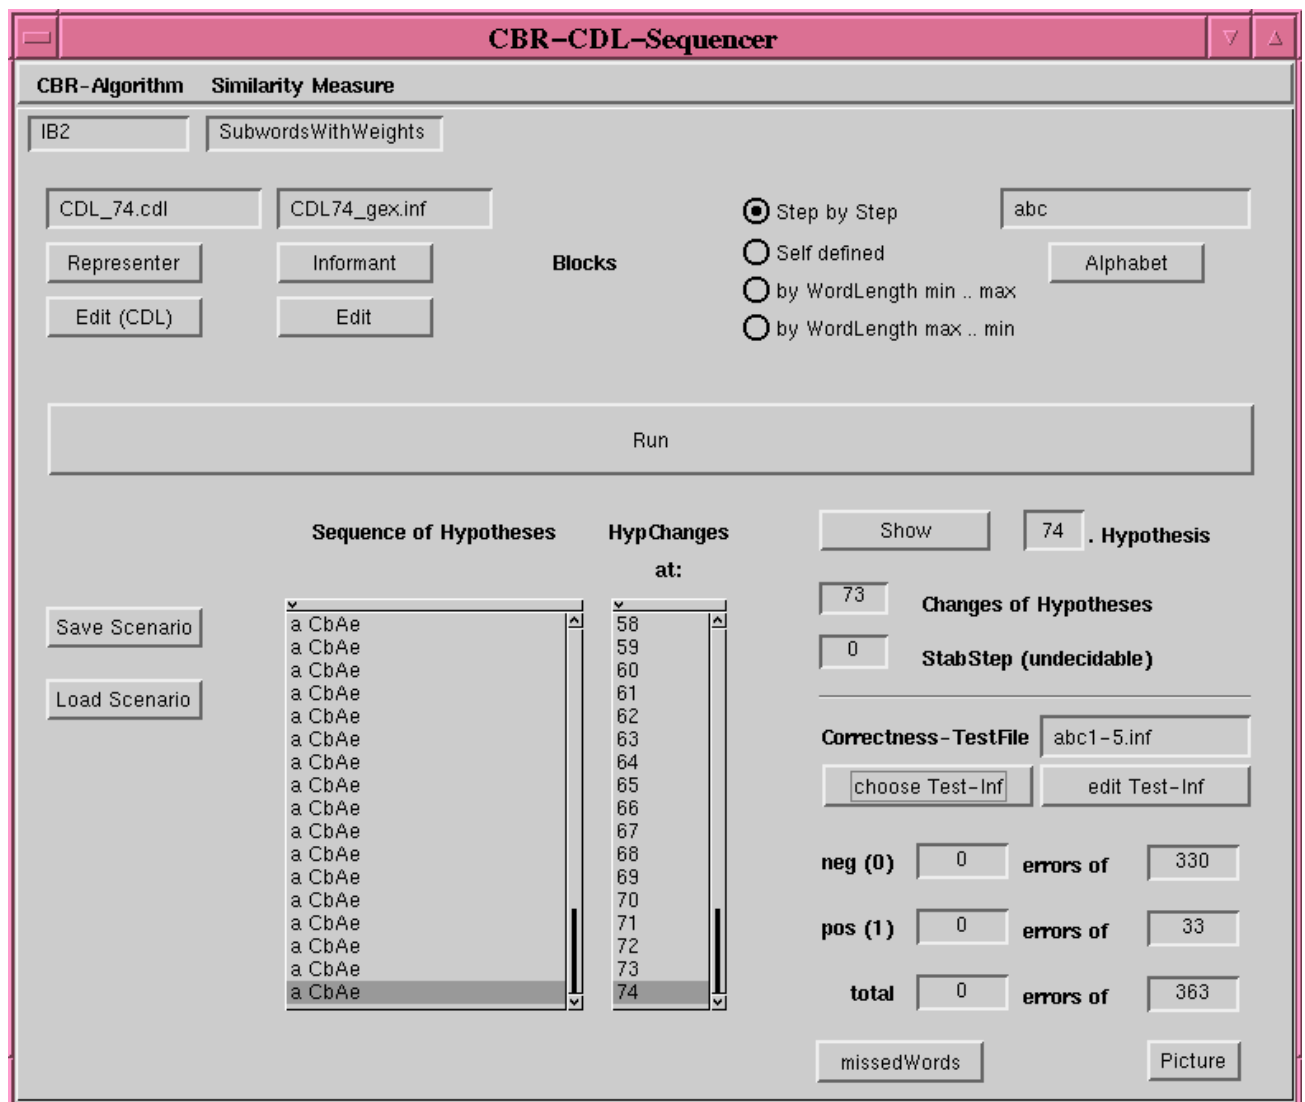 CBR-CDL-Sequencer
CBR-Algorithm Similarity Measure
IB2 SubwordsWithWeights
CDL_74.cdl CDL74_gex.inf Step by Step abc
Representer Informant Blocks Self defined Alphabet
by WordLength min .. max
Edit (CDL) Edit by WordLength max .. min
Run
Sequence of Hypotheses HypChanges Show 74 . Hypothesis
at:
73 Changes of Hypotheses
0 StabStep (undecidable)
Save Scenario
Load Scenario
a CbAe 58
a CbAe 59
a CbAe 60
a CbAe 61
a CbAe 62
a CbAe 63
a CbAe 64
a CbAe 65
a CbAe 66
a CbAe 67
a CbAe 68
a CbAe 69
a CbAe 70
a CbAe 71
a CbAe 72
a CbAe 73
a CbAe 74
Correctness-TestFile abc1-5.inf
choose Test-Inf edit Test-Inf
neg (0) 0 errors of 330
pos (1) 0 errors of 33
total 0 errors of 363
missedWords Picture